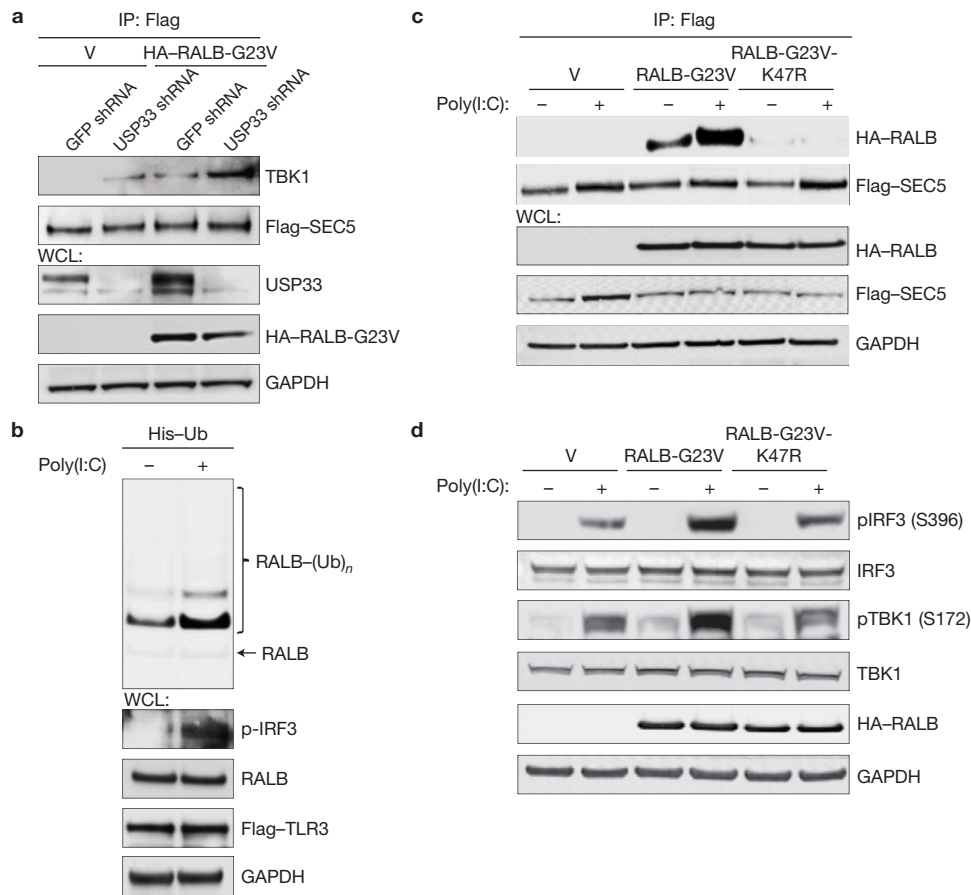 a
IP: Flag
V HA–RALB-G23V
GFP shRNA USP33 shRNA GFP shRNA USP33 shRNA
TBK1
Flag–SEC5
WCL:
USP33
HA–RALB-G23V
GAPDH
b
His–Ub
Poly(I:C) – +
RALB–(Ub)n
RALB
WCL:
p-IRF3
RALB
Flag–TLR3
GAPDH
c
IP: Flag
RALB-G23V-
V RALB-G23V K47R
Poly(I:C): – + – + – +
HA–RALB
Flag–SEC5
WCL:
HA–RALB
Flag–SEC5
GAPDH
d
RALB-G23V-
V RALB-G23V K47R
Poly(I:C): – + – + – +
pIRF3 (S396)
IRF3
pTBK1 (S172)
TBK1
HA–RALB
GAPDH